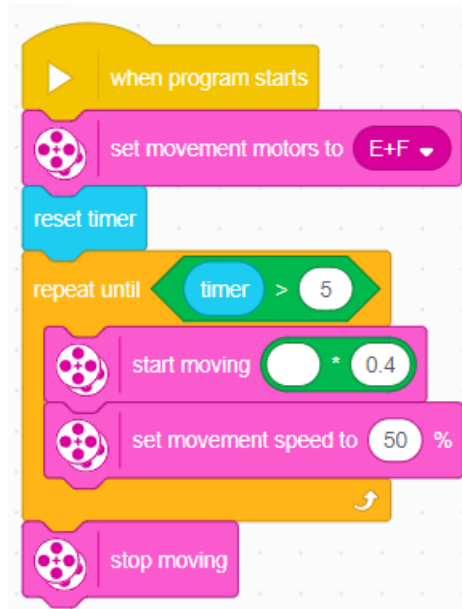 when program starts
set movement motors to E+F
reset timer
repeat until timer > 5
start moving * 0.4
set movement speed to 50 %
stop moving